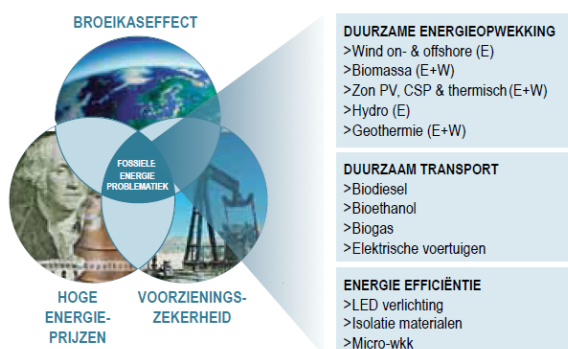 BROEIKASEFFECT
FOSSIELE
ENERGIE
PROBLEMATIEK
HOGE
ENERGIE-
PRIJZEN
VOORZIENINGS-
ZEKERHEID
DUURZAME ENERGIEOPWEKKING
>Wind on- & offshore (E)
>Biomassa (E+W)
>Zon PV, CSP & thermisch (E+W)
>Hydro (E)
>Geothermie (E+W)
DUURZAAM TRANSPORT
>Biodiesel
>Bioethanol
>Biogas
>Elektrische voertuigen
ENERGIE EFFICIËNTIE
>LED verlichting
>Isolatie materialen
>Micro-wkk